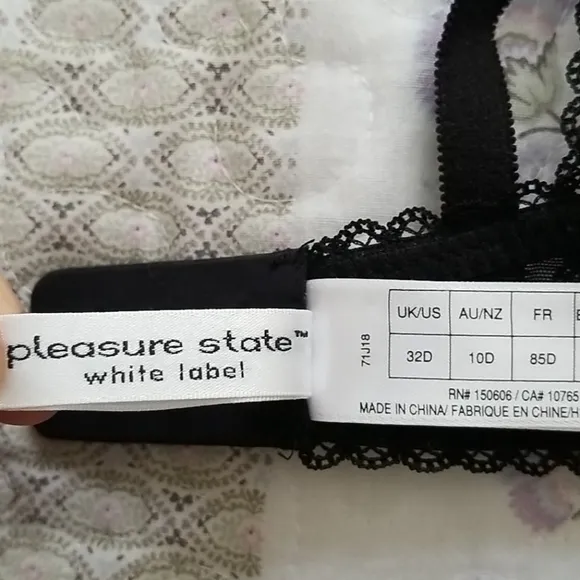 pleasure state™
white label
71J18
UK/US AU/NZ FR
32D 10D 85D
RN# 150606 / CA# 10765
MADE IN CHINA/ FABRIQUE EN CHINE/H